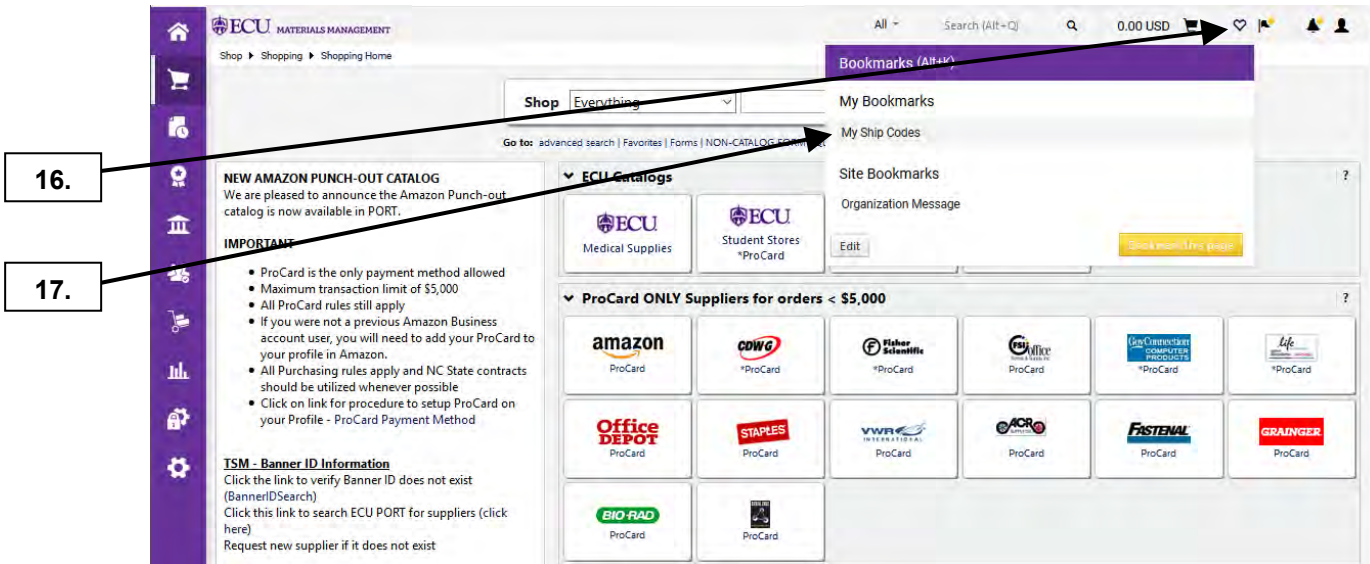 ECU MATERIALS MANAGEMENT
All
Search (Alt+Q)
0.00 USD
Shop Shopping Shopping Home
Bookmarks (Alt+K)
My Bookmarks
My Ship Codes
Site Bookmarks
Organization Message
Edit
Bookmark this page
Shop Everything
Go to: advanced search | Favorites | Forms | NON-CATALOG FORM
16.
17.
NEW AMAZON PUNCH-OUT CATALOG
We are pleased to announce the Amazon Punch-out
catalog is now available in PORT.
IMPORTANT
• ProCard is the only payment method allowed
• Maximum transaction limit of $5,000
• All ProCard rules still apply
• If you were not a previous Amazon Business
account user, you will need to add your ProCard to
your profile in Amazon.
• All Purchasing rules apply and NC State contracts
should be utilized whenever possible
• Click on link for procedure to setup ProCard on
your Profile - ProCard Payment Method
TSM - Banner ID Information
Click the link to verify Banner ID does not exist
(BannerIDSearch)
Click this link to search ECU PORT for suppliers (click
here)
Request new supplier if it does not exist
ECU Catalogs ?
ECU
Medical Supplies
ECU
Student Stores
*ProCard
ProCard ONLY Suppliers for orders < $5,000 ?
amazon
ProCard
CDWG
*ProCard
Fisher
Scientific
*ProCard
FSIoffice
ProCard
GovConnection
COMPUTER
PRODUCTS
*ProCard
life
*ProCard
Office
DEPOT
ProCard
STAPLES
ProCard
VWR
INTERNATIONAL
ProCard
ACR
ProCard
FASTENAL
ProCard
GRAINGER
ProCard
BIO-RAD
ProCard
ProCard